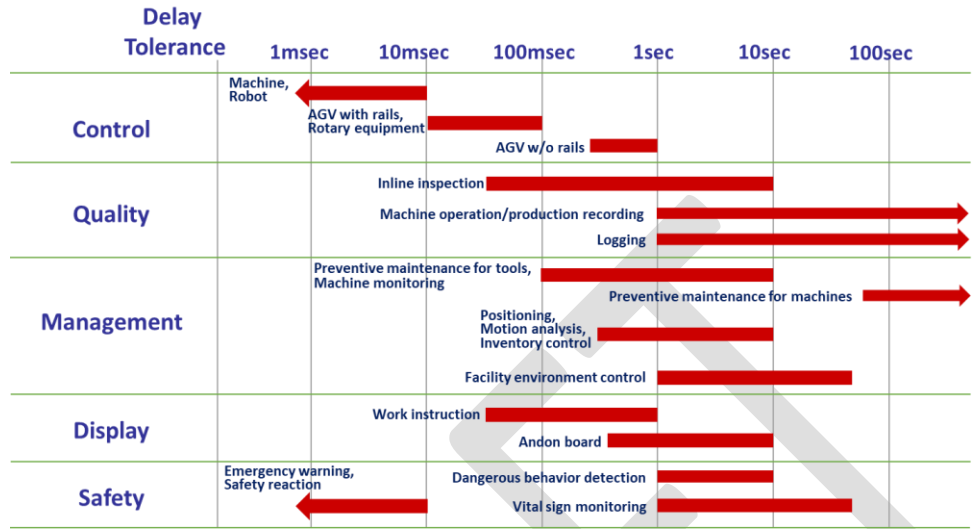 Delay
Tolerance
1msec
10msec
100msec
1sec
10sec
100sec
Control
Machine,
Robot
AGV with rails,
Rotary equipment
AGV w/o rails
Quality
Inline inspection
Machine operation/production recording
Logging
Management
Preventive maintenance for tools,
Machine monitoring
Preventive maintenance for machines
Positioning,
Motion analysis,
Inventory control
Facility environment control
Display
Work instruction
Andon board
Safety
Emergency warning,
Safety reaction
Dangerous behavior detection
Vital sign monitoring